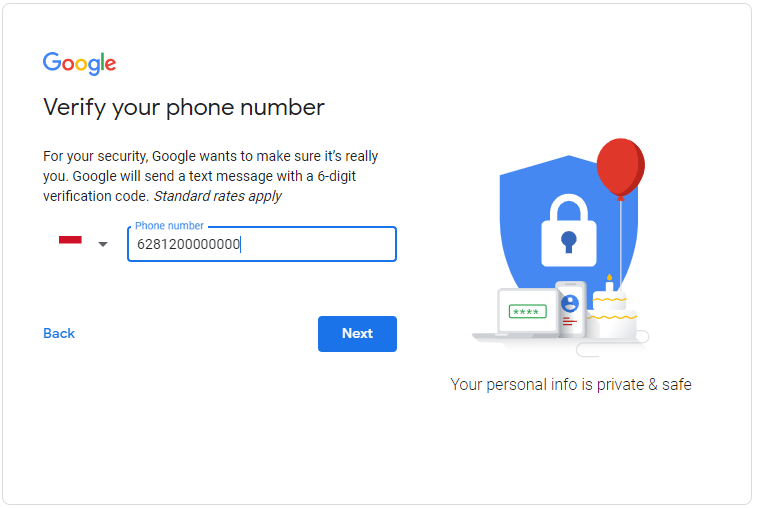 Google
Verify your phone number
For your security, Google wants to make sure it's really
you. Google will send a text message with a 6-digit
verification code. Standard rates apply
Phone number
6281200000000
Back
Next
****
Your personal info is private & safe